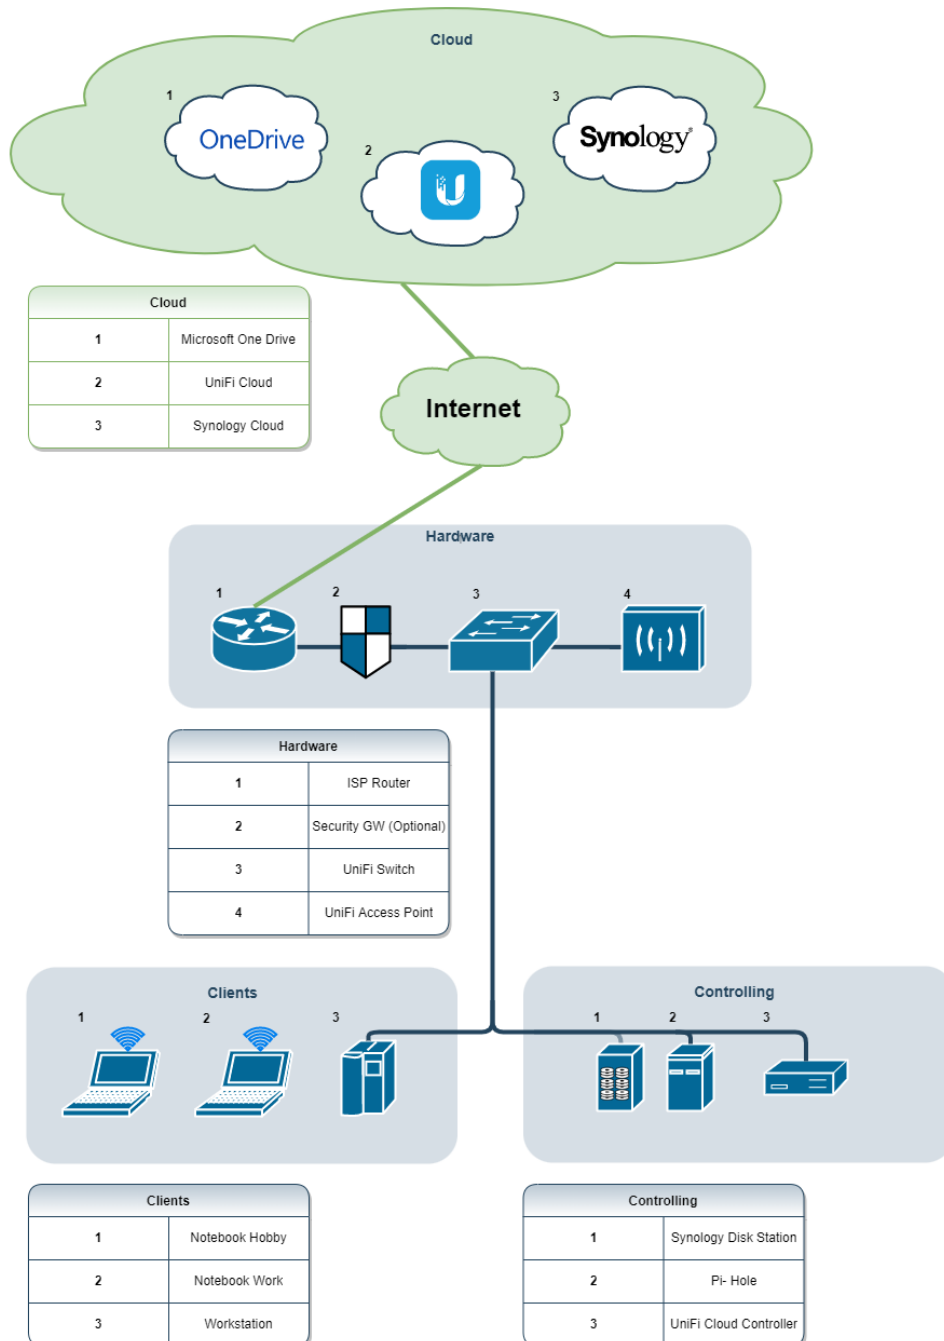 Cloud
1
OneDrive
2
3
Synology®
Cloud
1 Microsoft One Drive
2 UniFi Cloud
3 Synology Cloud
Internet
Hardware
1
2
3
4
Hardware
1 ISP Router
2 Security GW (Optional)
3 UniFi Switch
4 UniFi Access Point
Clients
1
2
3
Controlling
1
2
3
Clients
1 Notebook Hobby
2 Notebook Work
3 Workstation
Controlling
1 Synology Disk Station
2 Pi- Hole
3 UniFi Cloud Controller